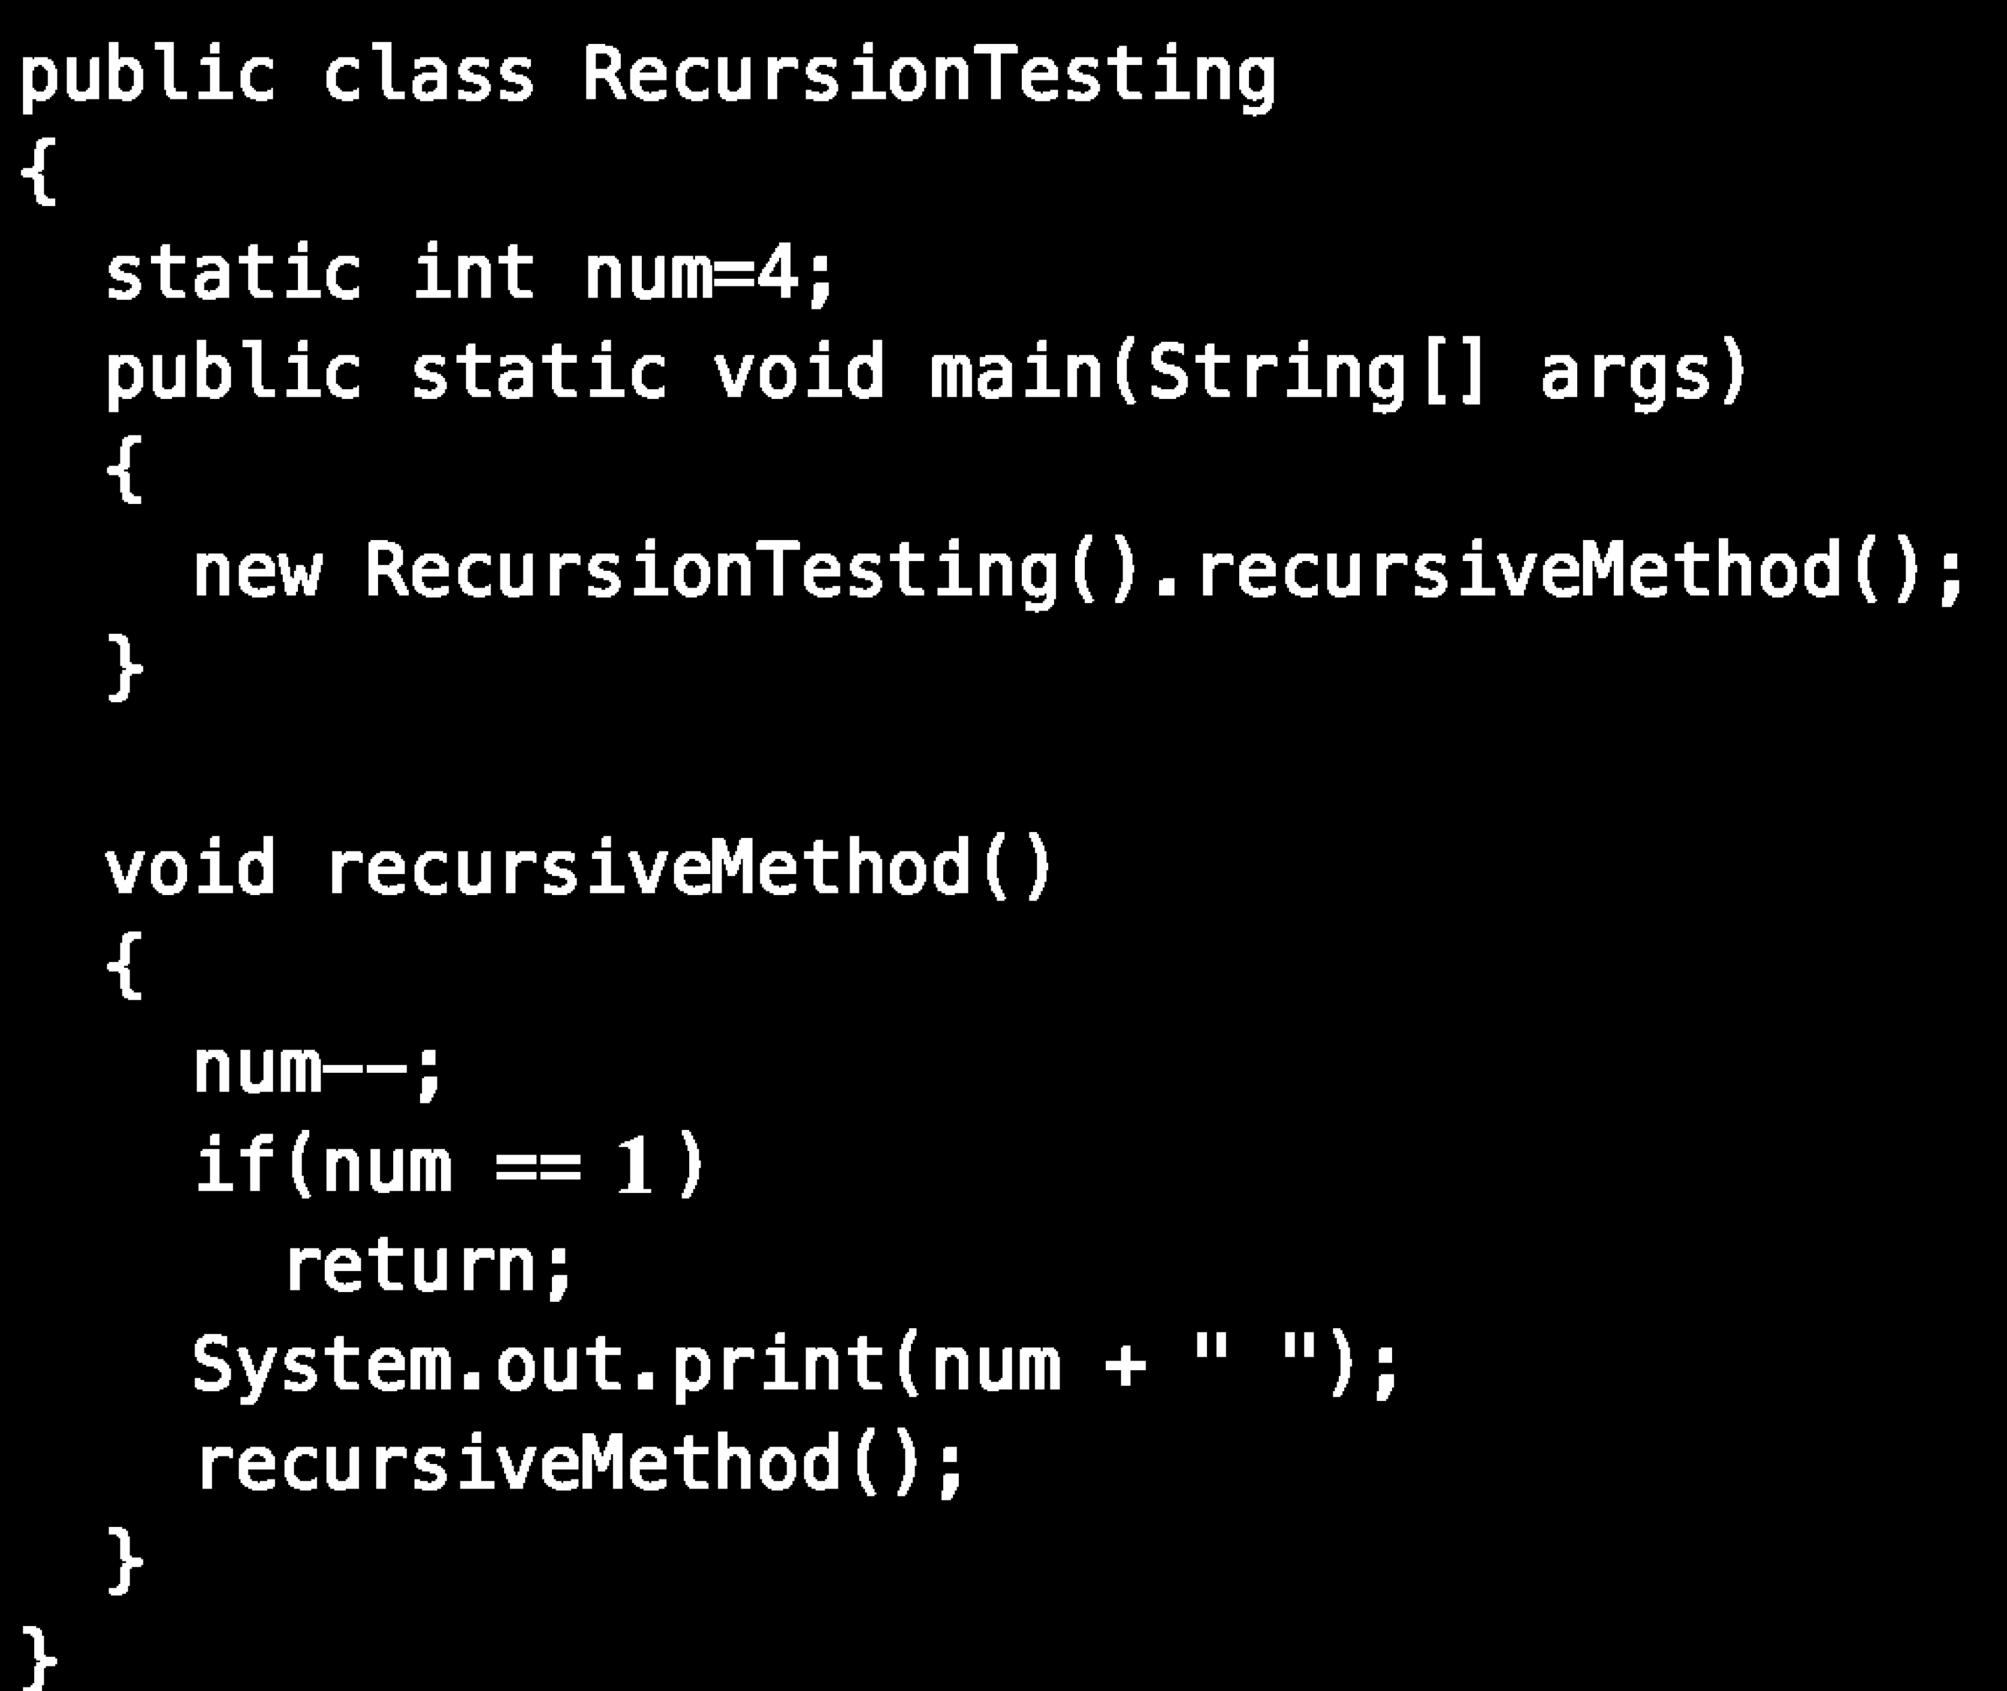 public class RecursionTesting
{
  static int num=4;
  public static void main(String[] args)
  {
    new RecursionTesting().recursiveMethod();
  }

  void recursiveMethod()
  {
    num--;
    if(num == 1 )
      return;
    System.out.print(num + " ");
    recursiveMethod();
  }
}